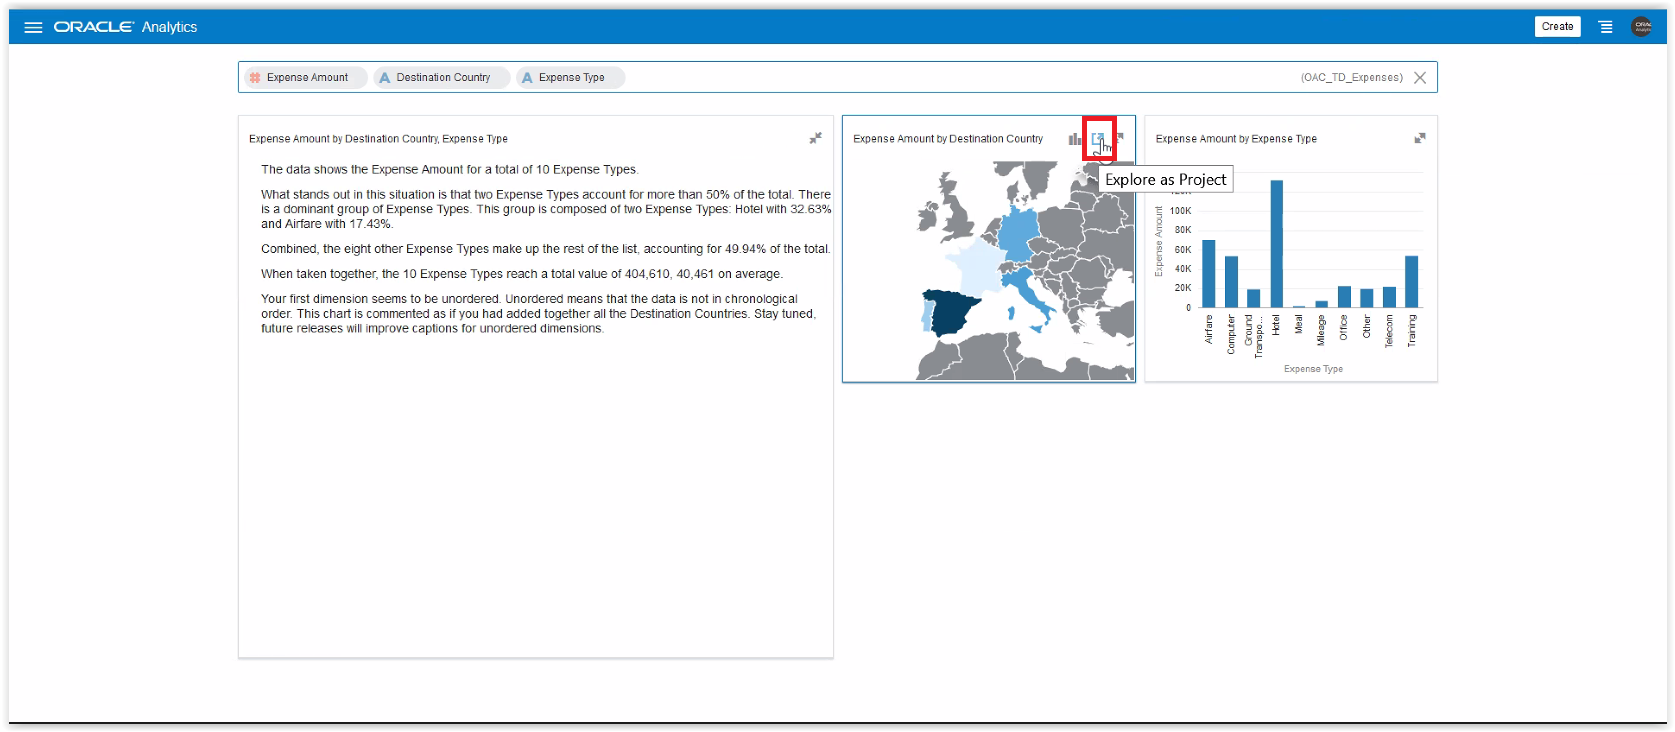 ORACLE Analytics
Create
Expense Amount
A Destination Country
A Expense Type
(OAC_TD_Expenses)
Expense Amount by Destination Country, Expense Type
The data shows the Expense Amount for a total of 10 Expense Types.
What stands out in this situation is that two Expense Types account for more than 50% of the total. There
is a dominant group of Expense Types. This group is composed of two Expense Types: Hotel with 32.63%
and Airfare with 17.43%.
Combined, the eight other Expense Types make up the rest of the list, accounting for 49.94% of the total.
When taken together, the 10 Expense Types reach a total value of 404,610, 40,461 on average.
Your first dimension seems to be unordered. Unordered means that the data is not in chronological
order. This chart is commented as if you had added together all the Destination Countries. Stay tuned,
future releases will improve captions for unordered dimensions.
Expense Amount by Destination Country
Explore as Project
Expense Amount by Expense Type
Expense Amount
100K
80K
60K
40K
20K
0
Airfare
Computer
Ground
Transpo...
Hotel
Meal
Mileage
Office
Other
Telecom
Training
Expense Type